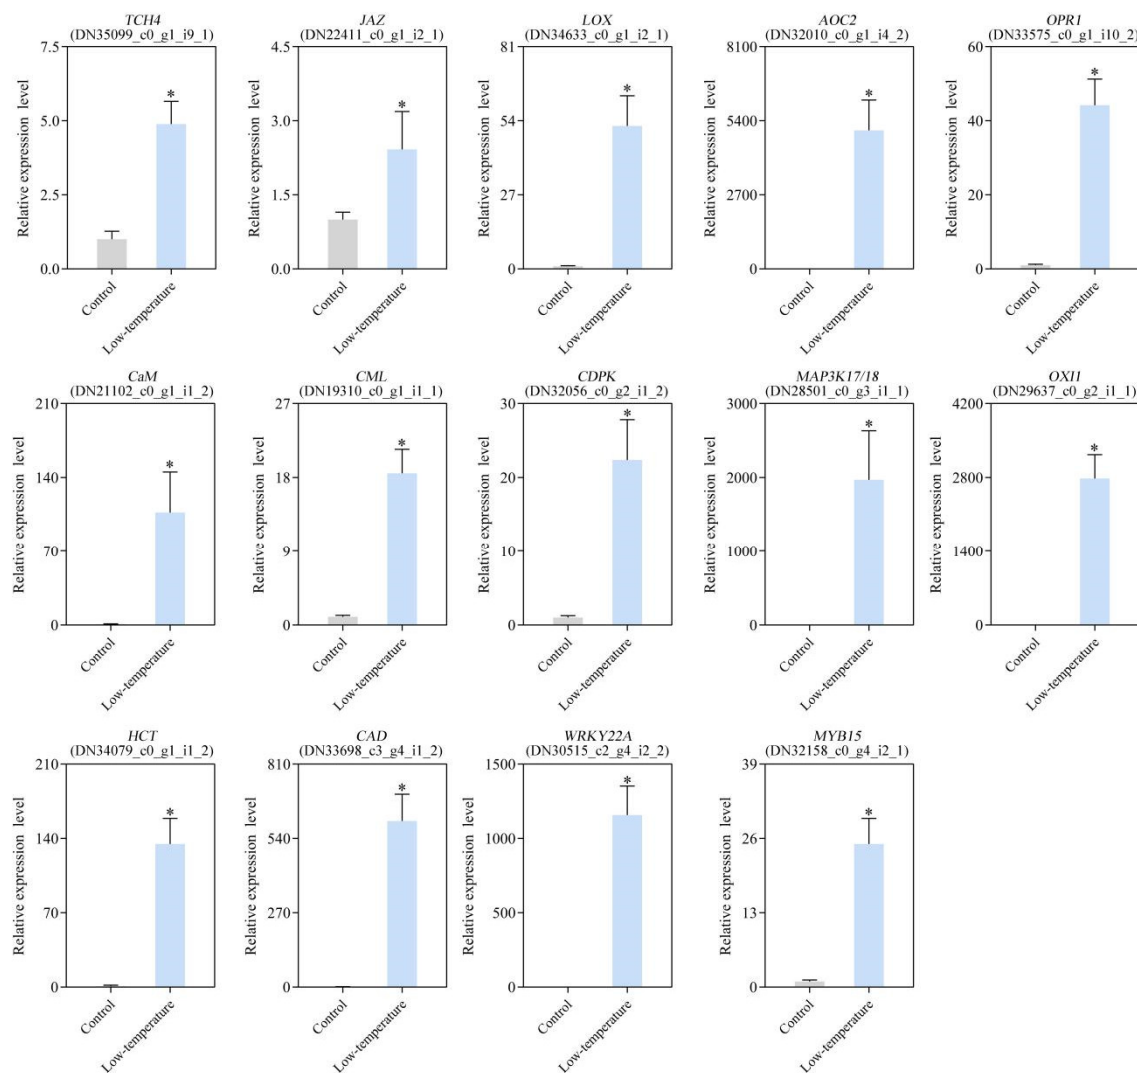 TCH4
(DN35099_c0_g1_i9_1)
7.5
5.0
2.5
0.0
Relative expression level
*
Control
Low-temperature
JAZ
(DN22411_c0_g1_i2_1)
4.5
3.0
1.5
0.0
Relative expression level
*
Control
Low-temperature
LOX
(DN34633_c0_g1_i2_1)
81
54
27
0
Relative expression level
*
Control
Low-temperature
AOC2
(DN32010_c0_g1_i4_2)
8100
5400
2700
0
Relative expression level
*
Control
Low-temperature
OPR1
(DN33575_c0_g1_i10_2)
60
40
20
0
Relative expression level
*
Control
Low-temperature
CaM
(DN21102_c0_g1_i1_2)
210
140
70
0
Relative expression level
*
Control
Low-temperature
CML
(DN19310_c0_g1_i1_1)
27
18
9
0
Relative expression level
*
Control
Low-temperature
CDPK
(DN32056_c0_g2_i1_2)
30
20
10
0
Relative expression level
*
Control
Low-temperature
MAP3K17/18
(DN28501_c0_g3_i1_1)
3000
2000
1000
0
Relative expression level
*
Control
Low-temperature
OXI1
(DN29637_c0_g2_i1_1)
4200
2800
1400
0
Relative expression level
*
Control
Low-temperature
HCT
(DN34079_c0_g1_i1_2)
210
140
70
0
Relative expression level
*
Control
Low-temperature
CAD
(DN33698_c3_g4_i1_2)
810
540
270
0
Relative expression level
*
Control
Low-temperature
WRKY22A
(DN30515_c2_g4_i2_2)
1500
1000
500
0
Relative expression level
*
Control
Low-temperature
MYB15
(DN32158_c0_g4_i2_1)
39
26
13
0
Relative expression level
*
Control
Low-temperature